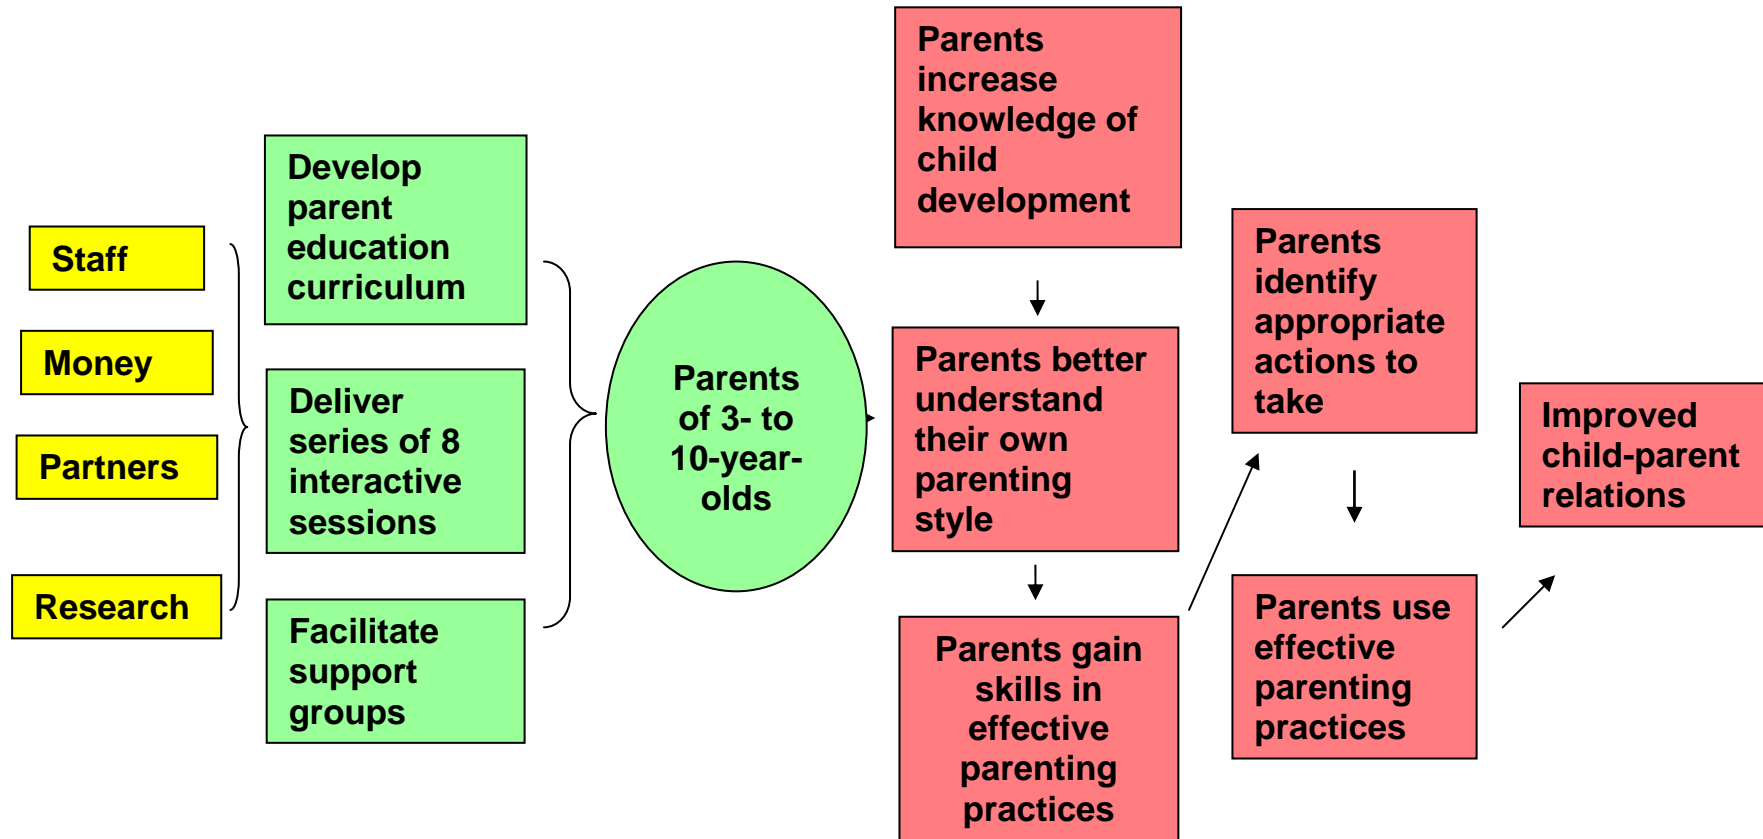 Staff
Money
Partners
Research
Develop
parent
education
curriculum
Deliver
series of 8
interactive
sessions
Facilitate
support
groups
Parents
of 3- to
10-year-
olds
Parents
increase
knowledge of
child
development
Parents better
understand
their own
parenting
style
Parents gain
skills in
effective
parenting
practices
Parents
identify
appropriate
actions to
take
Parents use
effective
parenting
practices
Improved
child-parent
relations